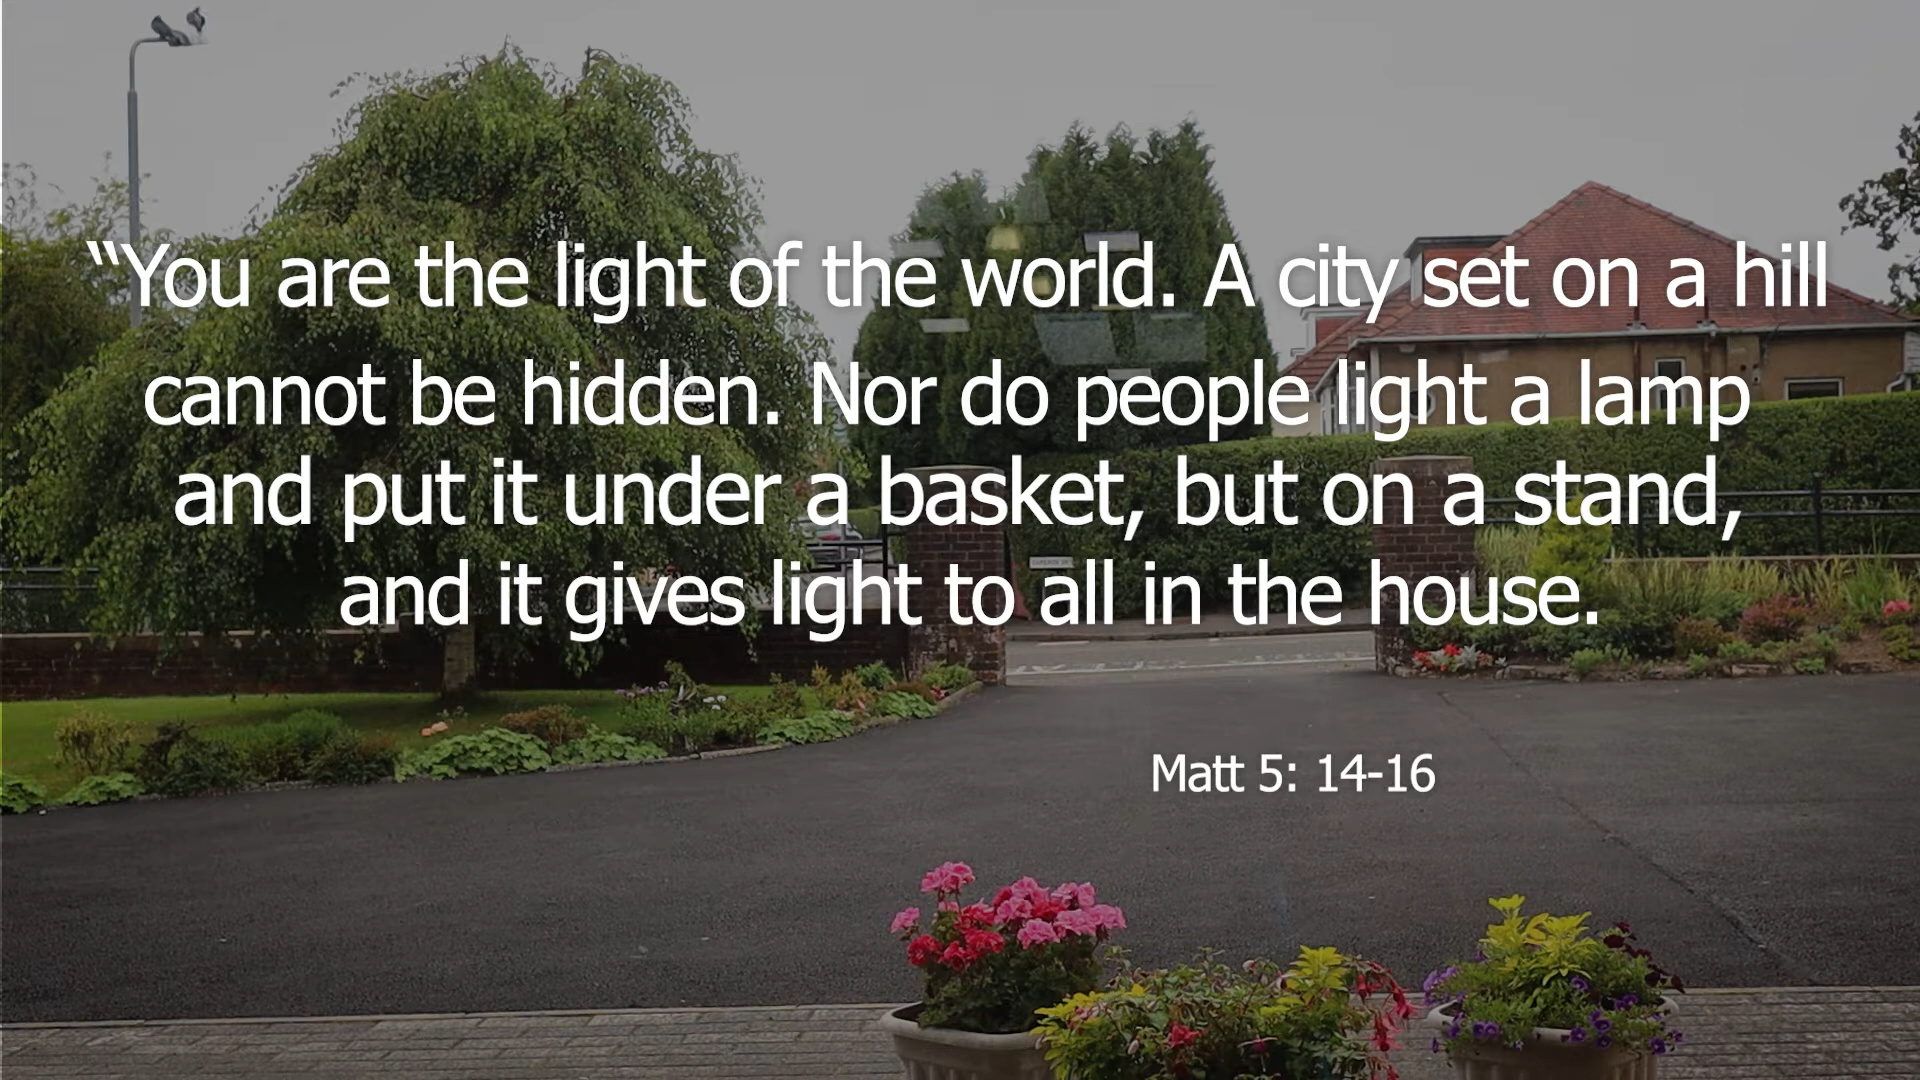 “You are the light of the world. A city set on a hill
cannot be hidden. Nor do people light a lamp
and put it under a basket, but on a stand,
and it gives light to all in the house.
Matt 5: 14-16